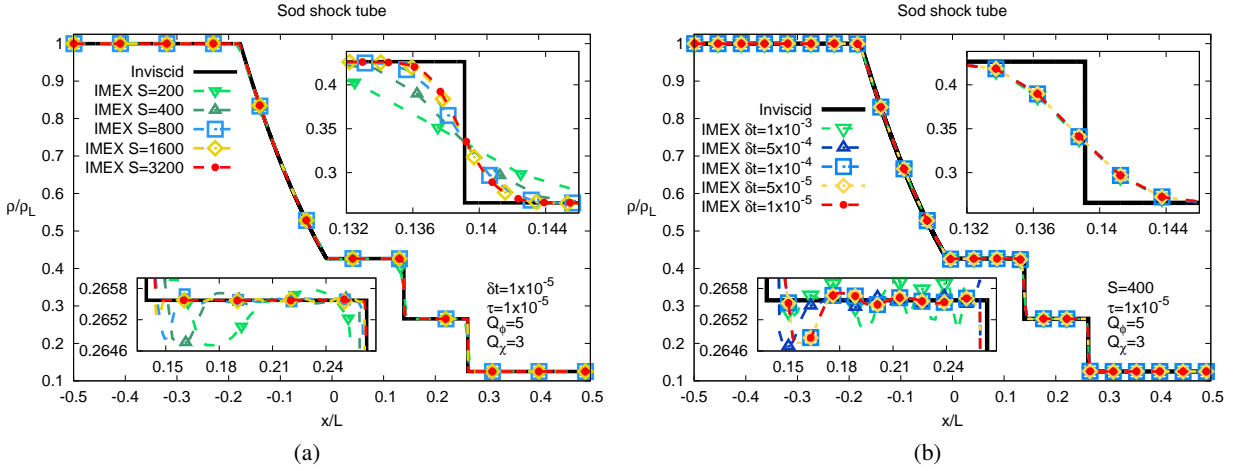 Sod shock tube
1
0.9
0.8
0.7
0.6
ρ/ρL
0.5
0.4
0.3
0.2
0.1
-0.5 -0.4 -0.3 -0.2 -0.1 0 0.1 0.2 0.3 0.4 0.5
x/L
Inviscid
IMEX S=200
IMEX S=400
IMEX S=800
IMEX S=1600
IMEX S=3200
0.4
0.35
0.3
0.132 0.136 0.14 0.144
0.2658
0.2652
0.2646
0.15 0.18 0.21 0.24
δt=1x10-5
τ=1x10-5
Qϕ=5
Qχ=3
(a)
Sod shock tube
1
0.9
0.8
0.7
0.6
ρ/ρL
0.5
0.4
0.3
0.2
0.1
-0.5 -0.4 -0.3 -0.2 -0.1 0 0.1 0.2 0.3 0.4 0.5
x/L
Inviscid
IMEX δt=1x10-3
IMEX δt=5x10-4
IMEX δt=1x10-4
IMEX δt=5x10-5
IMEX δt=1x10-5
0.4
0.35
0.3
0.132 0.136 0.14 0.144
0.2658
0.2652
0.2646
0.15 0.18 0.21 0.24
S=400
τ=1x10-5
Qϕ=5
Qχ=3
(b)